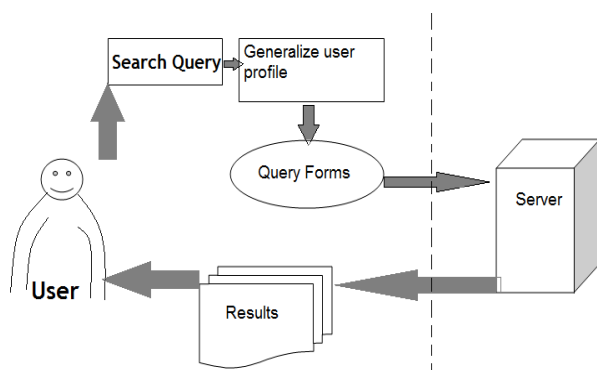 Search Query
Generalize user
profile
Query Forms
Server
User
Results